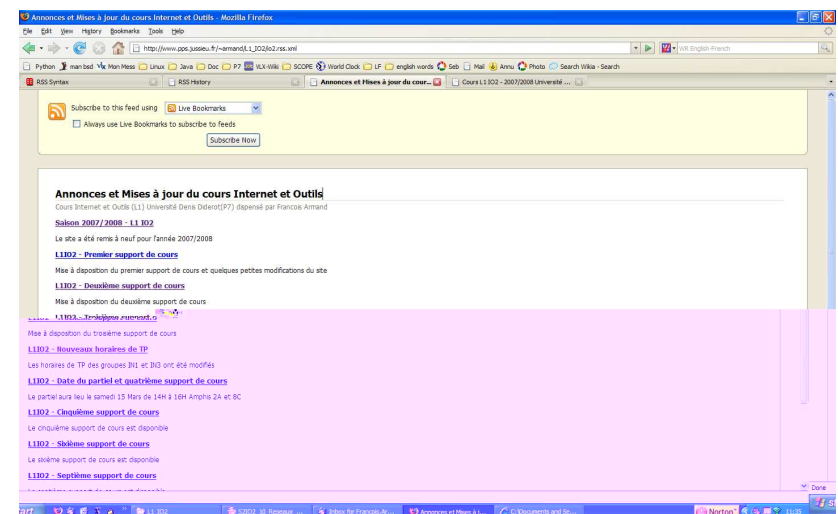 Annonces et Mises à jour du cours Internet et Outils - Mozilla Firefox
File Edit View History Bookmarks Tools Help
http://www.pps.jussieu.fr/~armand/L1_IO2/io2.rss.xml
WR English-French
Python man bsd Mon Mess Linux Java Doc P7 VLX-Wiki SCOPE World Clock LF english words Seb Mail Annu Photo Search Wikia - Search
RSS Syntax RSS History Annonces et Mises à jour du cour... Cours L1 IO2 - 2007/2008 Université ...
Subscribe to this feed using Live Bookmarks
Always use Live Bookmarks to subscribe to feeds
Subscribe Now
Annonces et Mises à jour du cours Internet et Outils
Cours Internet et Outils (L1) Université Denis Diderot(P7) dispensé par Francois Armand
Saison 2007/2008 - L1 IO2
Le site a été remis à neuf pour l'année 2007/2008
L1IO2 - Premier support de cours
Mise à disposition du premier support de cours et quelques petites modifications du site
L1IO2 - Deuxième support de cours
Mise à disposition du deuxième support de cours
Mise à disposition du troisième support de cours
L1IO2 - Nouveaux horaires de TP
Les horaires de TP des groupes IN1 et IN3 ont été modifiés
L1IO2 - Date du partiel et quatrième support de cours
Le partiel aura lieu le samedi 15 Mars de 14H à 16H Amphis 2A et 8C
L1IO2 - Cinquième support de cours
Le cinquième support de cours est disponible
L1IO2 - Sixième support de cours
Le sixième support de cours est disponible
L1IO2 - Septième support de cours
Done
L1 IO2 S2IO2_10_Reseaux ... Inbox for Francois Ar... Annonces et Mises à j... C:\Documents and Se... Norton 11:35